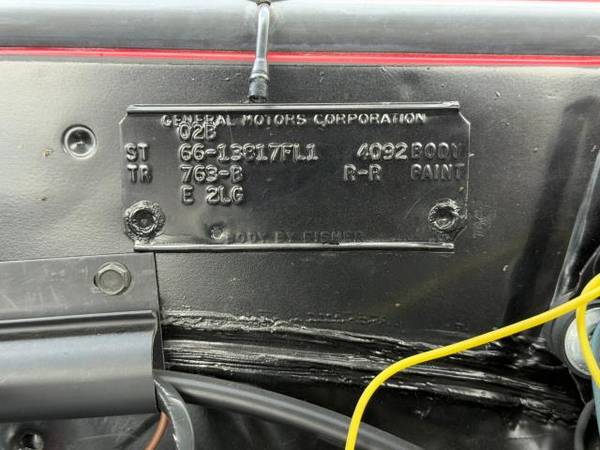 GENERAL MOTORS CORPORATION
02B
ST 66-13817FL1 4092 BODY
TR 763-B R-R PAINT
E 2LG
BODY BY FISHER